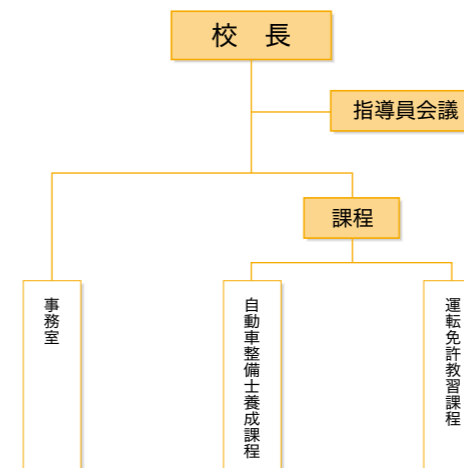 校　長
指導員会議
課程
事務室
自動車整備士養成課程
運転免許教習課程